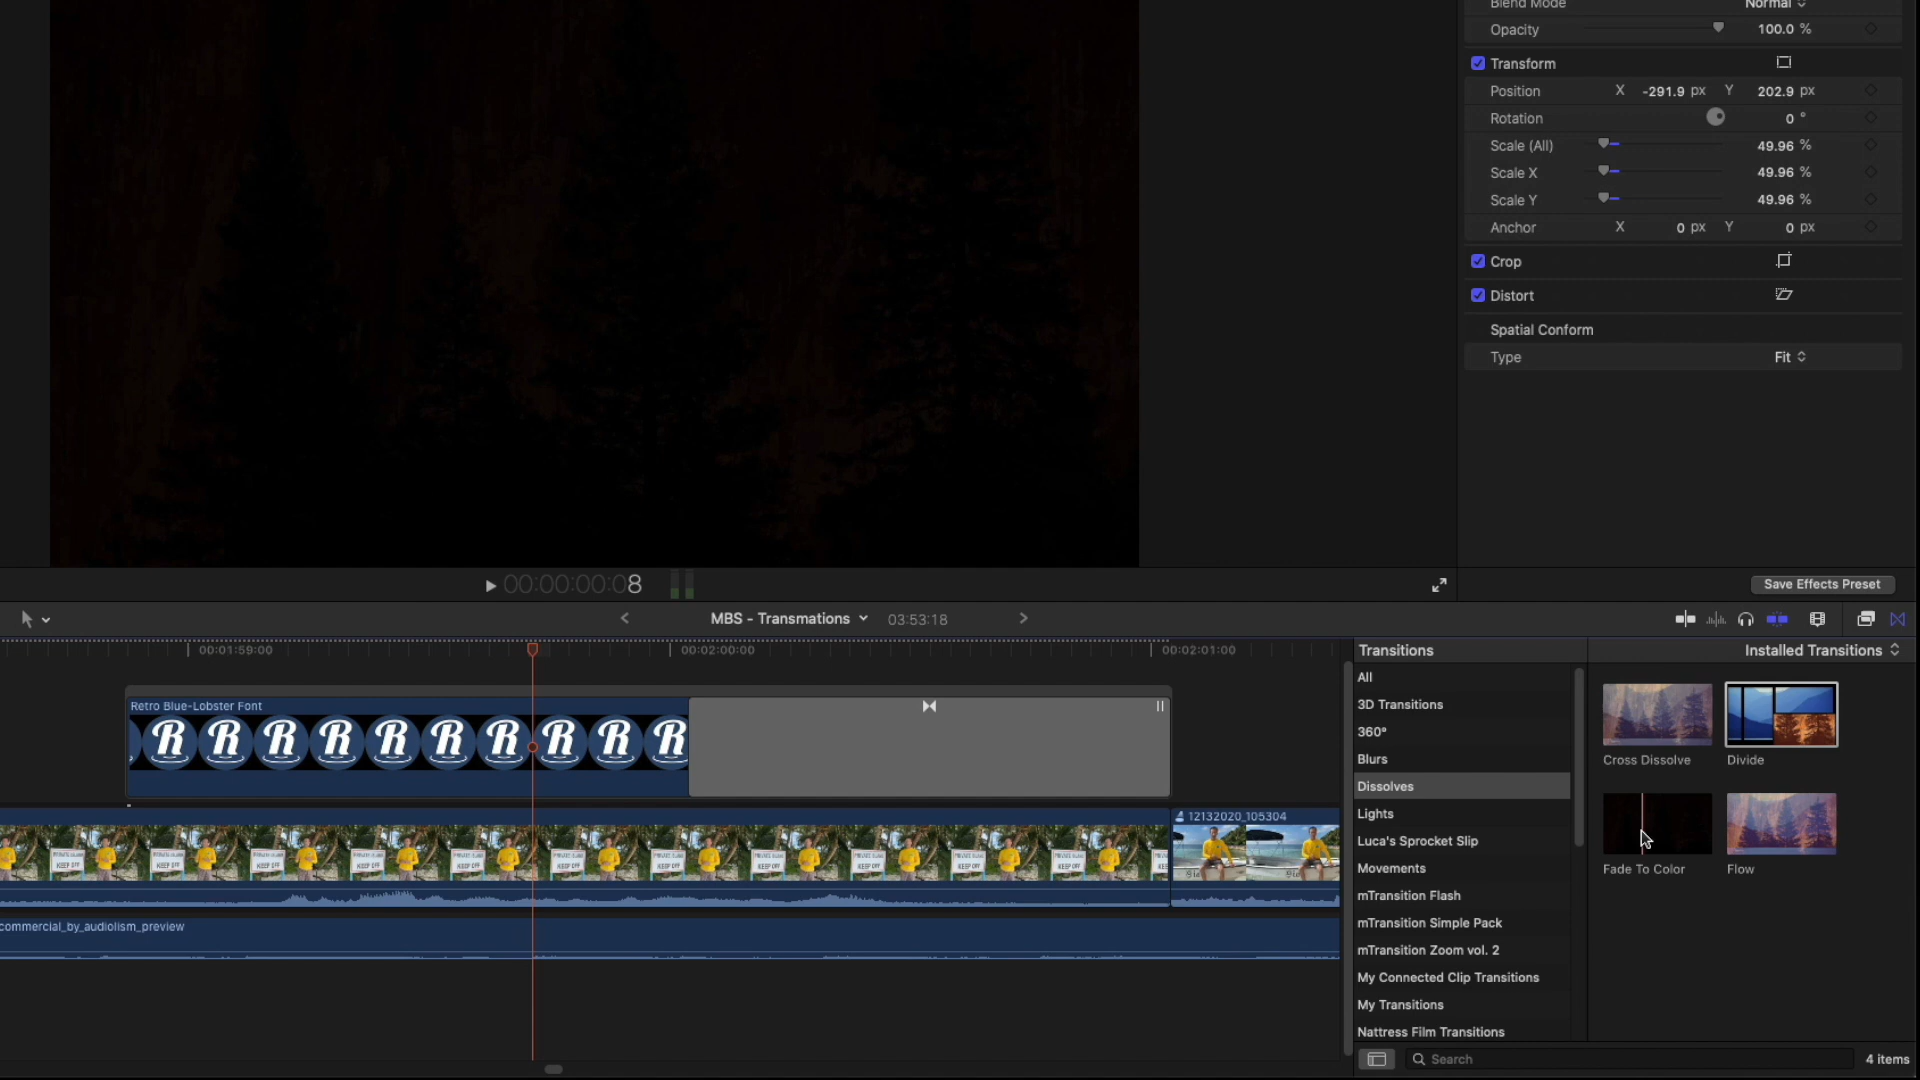 Blend Mode Normal
Opacity 100.0 %
Transform
Position X -291.9 px Y 202.9 px
Rotation 0 °
Scale (All) 49.96 %
Scale X 49.96 %
Scale Y 49.96 %
Anchor X 0 px Y 0 px
Crop
Distort
Spatial Conform
Type Fit
00:00:00:08
Save Effects Preset
MBS - Transmations 03:53:18
00:01:59:00 00:02:00:00 00:02:01:00
Retro Blue-Lobster Font
R R R R R R R R R R
12132020_105304
KEEP OFF
commercial_by_audiolism_preview
Transitions
Installed Transitions
All
3D Transitions
360°
Blurs
Dissolves
Lights
Luca's Sprocket Slip
Movements
mTransition Flash
mTransition Simple Pack
mTransition Zoom vol. 2
My Connected Clip Transitions
My Transitions
Nattress Film Transitions
Cross Dissolve
Divide
Fade To Color
Flow
Search
4 items